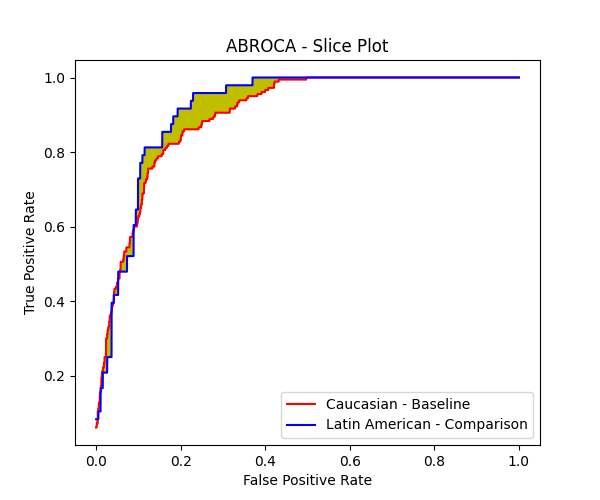 ABROCA - Slice Plot
True Positive Rate
1.0
0.8
0.6
0.4
0.2
0.0 0.2 0.4 0.6 0.8 1.0
False Positive Rate
Caucasian - Baseline
Latin American - Comparison